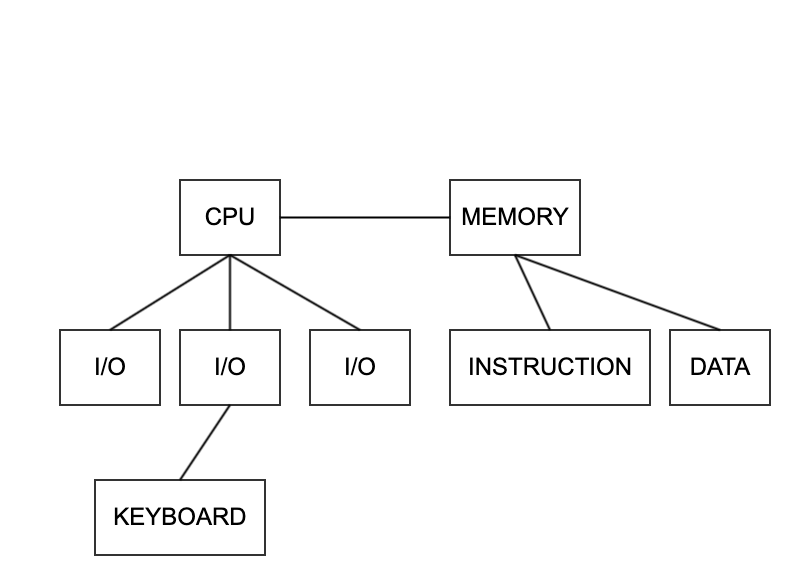 CPU
MEMORY
I/O
I/O
I/O
INSTRUCTION
DATA
KEYBOARD